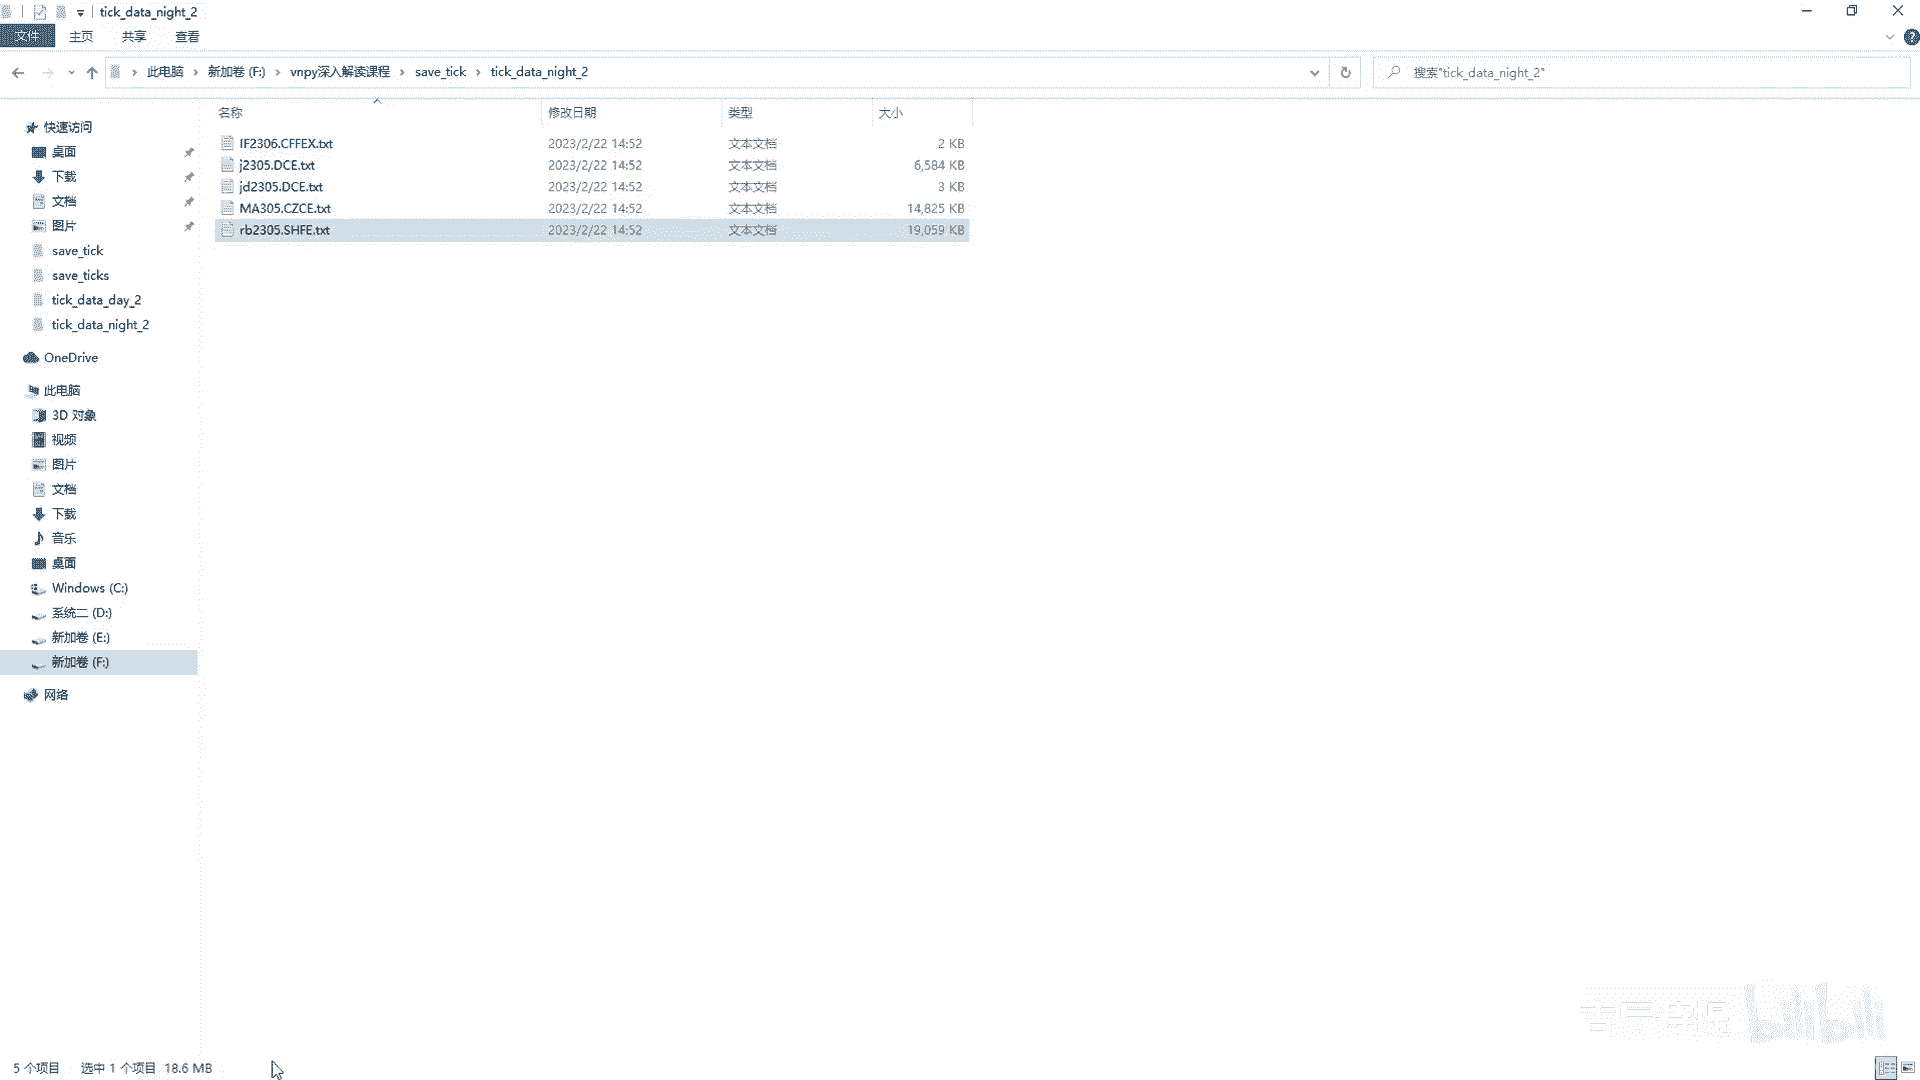 tick_data_night_2
文件 主页 共享 查看
此电脑 新加卷 (F:) vnpy深入解读课程 save_tick tick_data_night_2
搜索"tick_data_night_2"
名称 修改日期 类型 大小
IF2306.CFFEX.txt 2023/2/22 14:52 文本文档 2 KB
j2305.DCE.txt 2023/2/22 14:52 文本文档 6,584 KB
jd2305.DCE.txt 2023/2/22 14:52 文本文档 3 KB
MA305.CZCE.txt 2023/2/22 14:52 文本文档 14,825 KB
rb2305.SHFE.txt 2023/2/22 14:52 文本文档 19,059 KB
快速访问
桌面
下载
文档
图片
save_tick
save_ticks
tick_data_day_2
tick_data_night_2
OneDrive
此电脑
3D 对象
视频
图片
文档
下载
音乐
桌面
Windows (C:)
系统二 (D:)
新加卷 (E:)
新加卷 (F:)
网络
bilibili
5 个项目 选中 1 个项目 18.6 MB